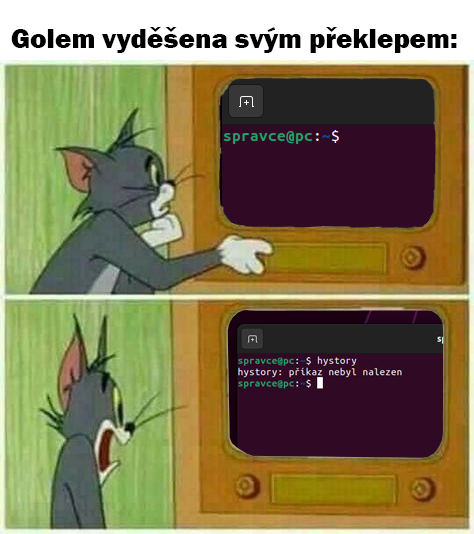 Golem vyděšena svým překlepem:
spravce@pc:~$
spravce@pc:~$ hystory
hystory: příkaz nebyl nalezen
spravce@pc:~$